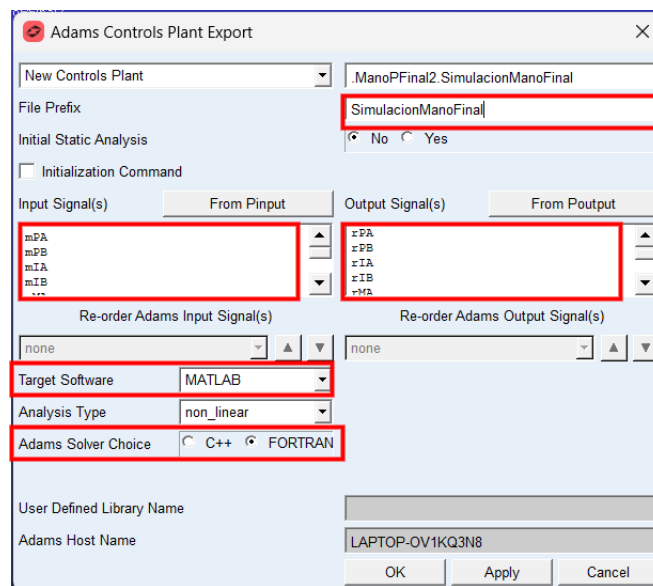 Adams Controls Plant Export
New Controls Plant .ManoPFinal2.SimulacionManoFinal
File Prefix SimulacionManoFinal
Initial Static Analysis No Yes
Initialization Command
Input Signal(s) From Pinput Output Signal(s) From Poutput
mPA rPA
mPB rPB
mIA rIA
mIB rIB
rMA
Re-order Adams Input Signal(s) Re-order Adams Output Signal(s)
none none
Target Software MATLAB
Analysis Type non_linear
Adams Solver Choice C++ FORTRAN
User Defined Library Name
Adams Host Name LAPTOP-OV1KQ3N8
OK Apply Cancel